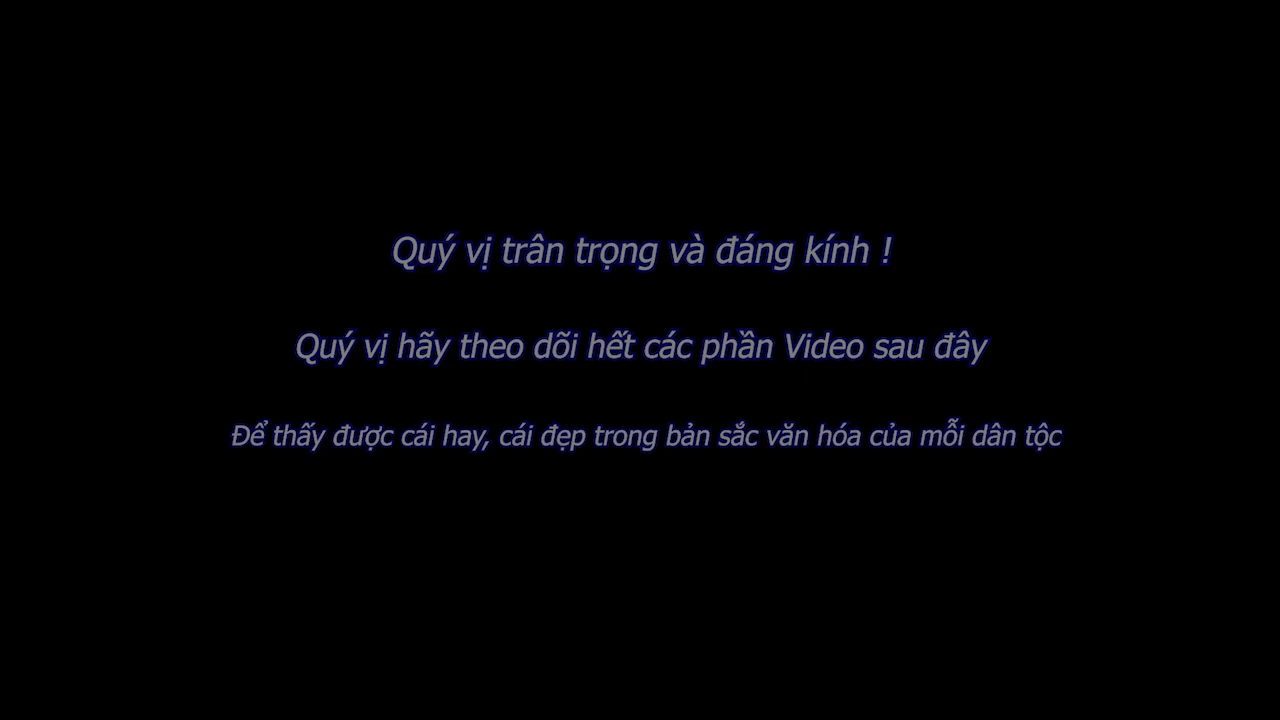 Quý vị trân trọng và đáng kính !
Quý vị hãy theo dõi hết các phần Video sau đây
Để thấy được cái hay, cái đẹp trong bản sắc văn hóa của mỗi dân tộc